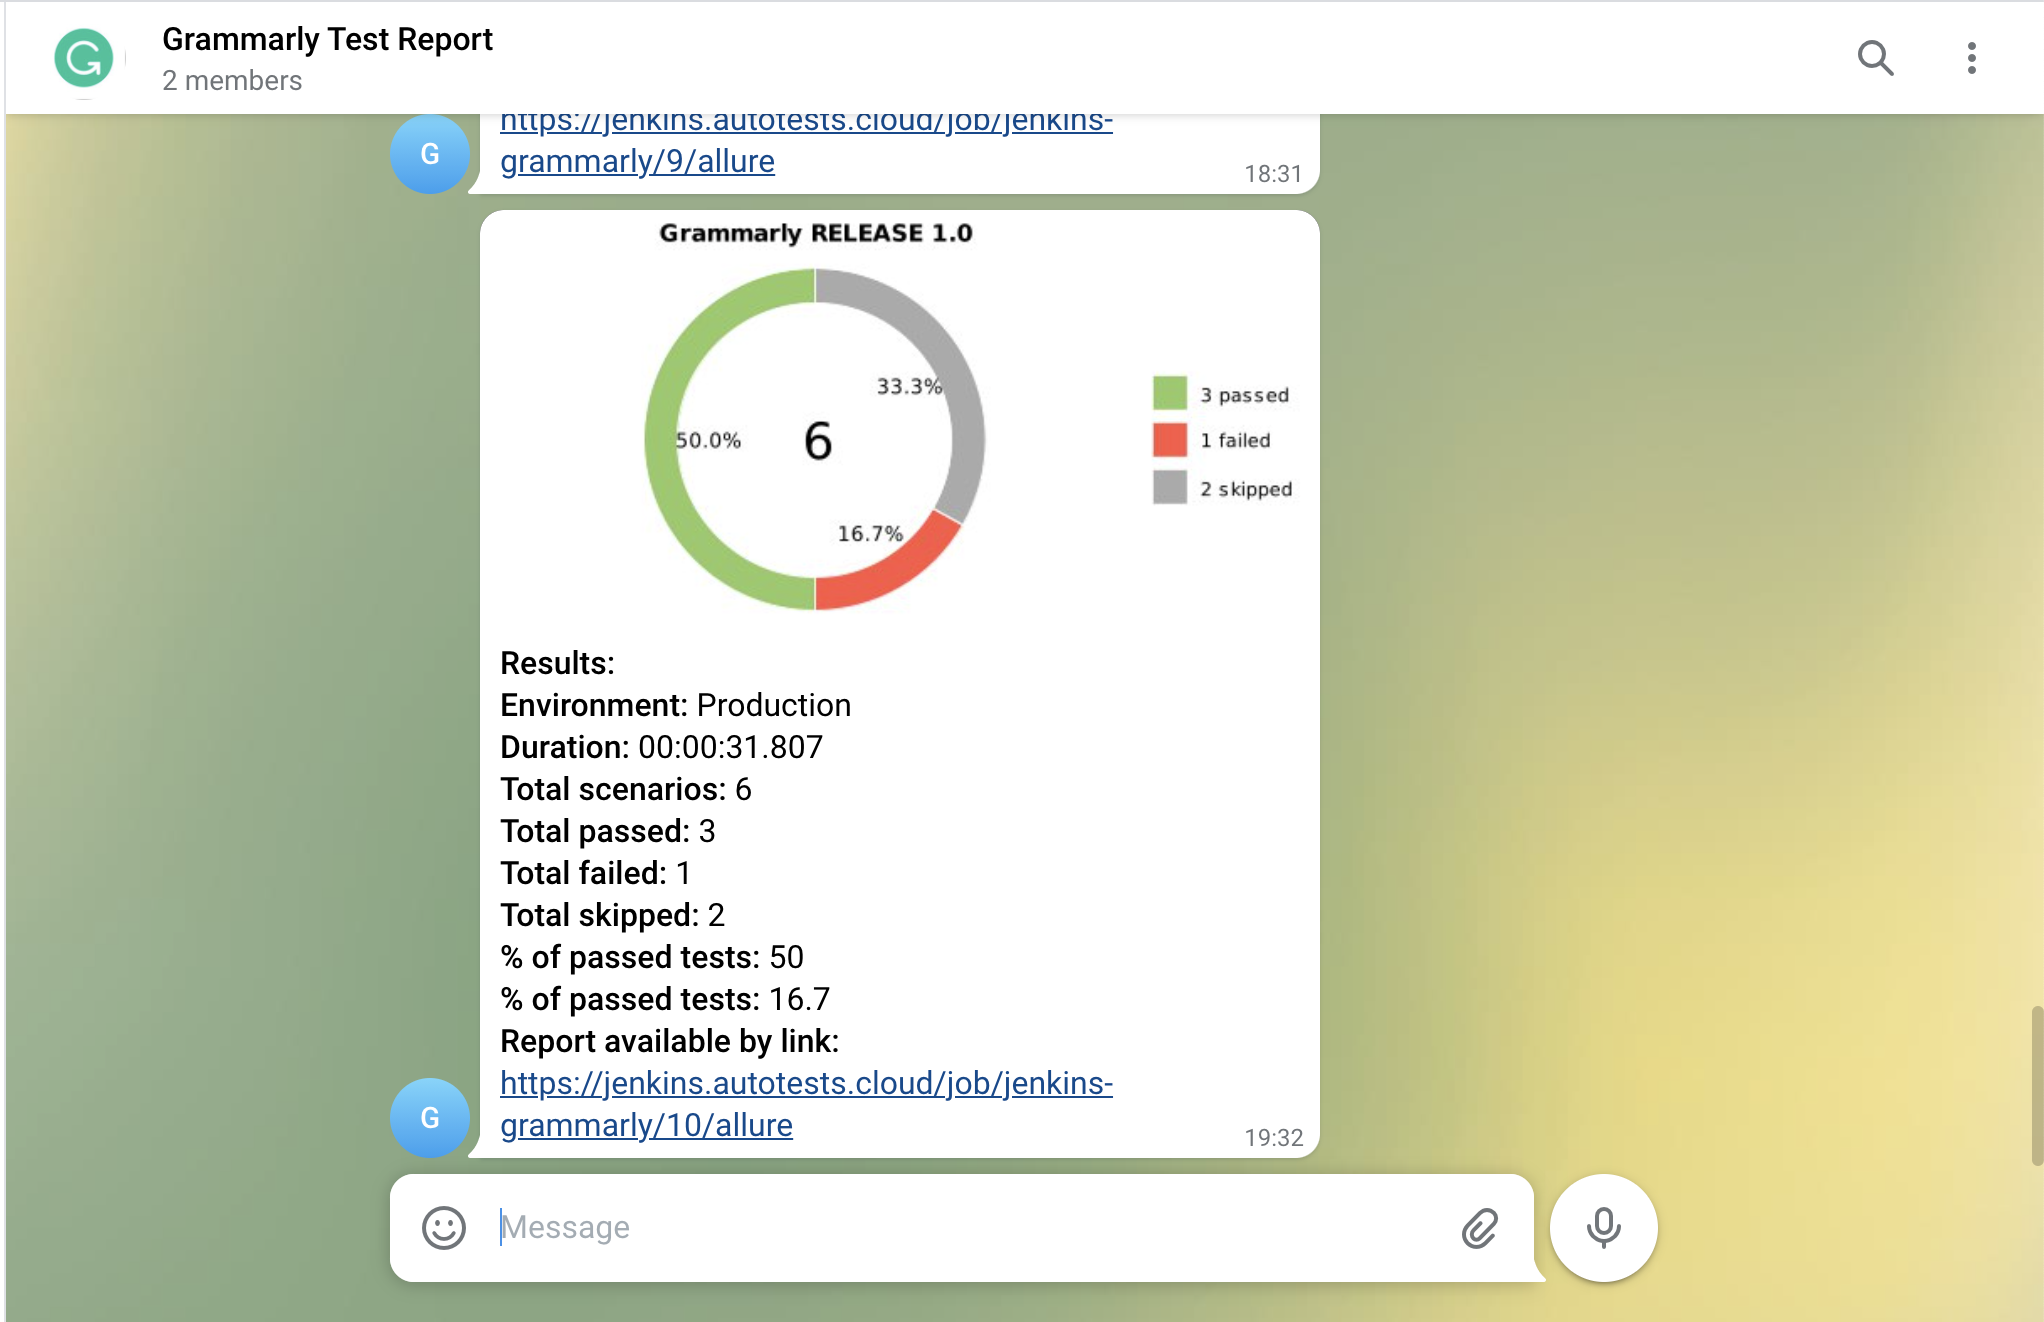 Grammarly Test Report
2 members
https://jenkins.autotests.cloud/job/jenkins-
grammarly/9/allure
18:31
G
Grammarly RELEASE 1.0
33.3%
50.0%
6
16.7%
3 passed
1 failed
2 skipped
Results:
Environment: Production
Duration: 00:00:31.807
Total scenarios: 6
Total passed: 3
Total failed: 1
Total skipped: 2
% of passed tests: 50
% of passed tests: 16.7
Report available by link:
https://jenkins.autotests.cloud/job/jenkins-
grammarly/10/allure
19:32
G
Message